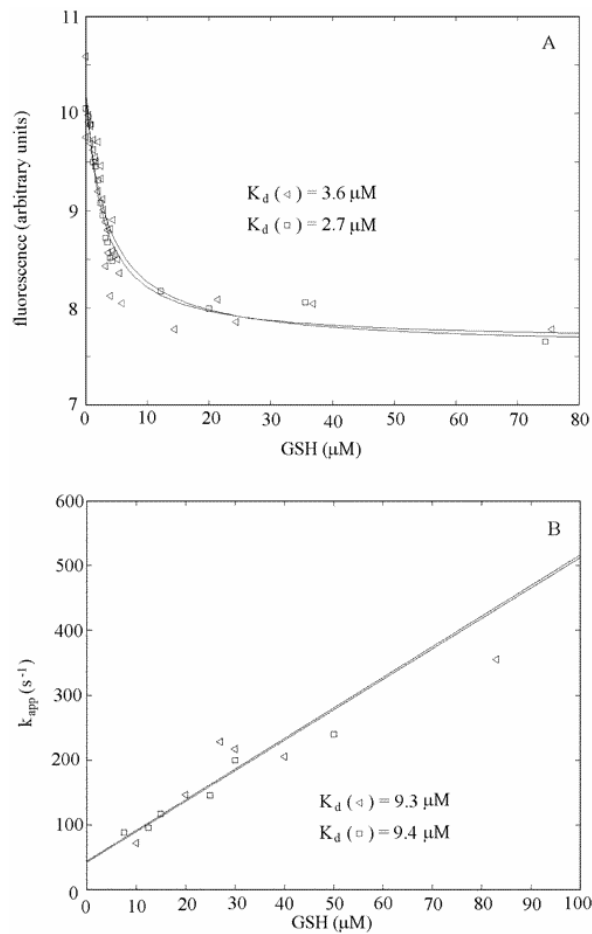 A
11
10
9
8
7
fluorescence (arbitrary units)
K_d (◁) = 3.6 μM
K_d (□) = 2.7 μM
0 10 20 30 40 50 60 70 80
GSH (μM)
B
600
500
400
300
200
100
0
k_app (s⁻¹)
K_d (◁) = 9.3 μM
K_d (□) = 9.4 μM
0 10 20 30 40 50 60 70 80 90 100
GSH (μM)